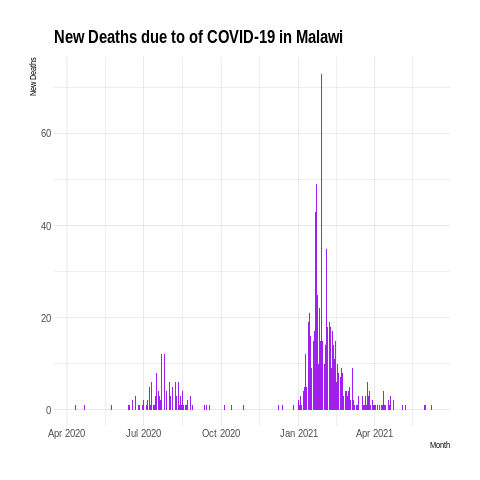 New Deaths due to of COVID-19 in Malawi
New Deaths
60
40
20
0
Apr 2020 Jul 2020 Oct 2020 Jan 2021 Apr 2021
Month